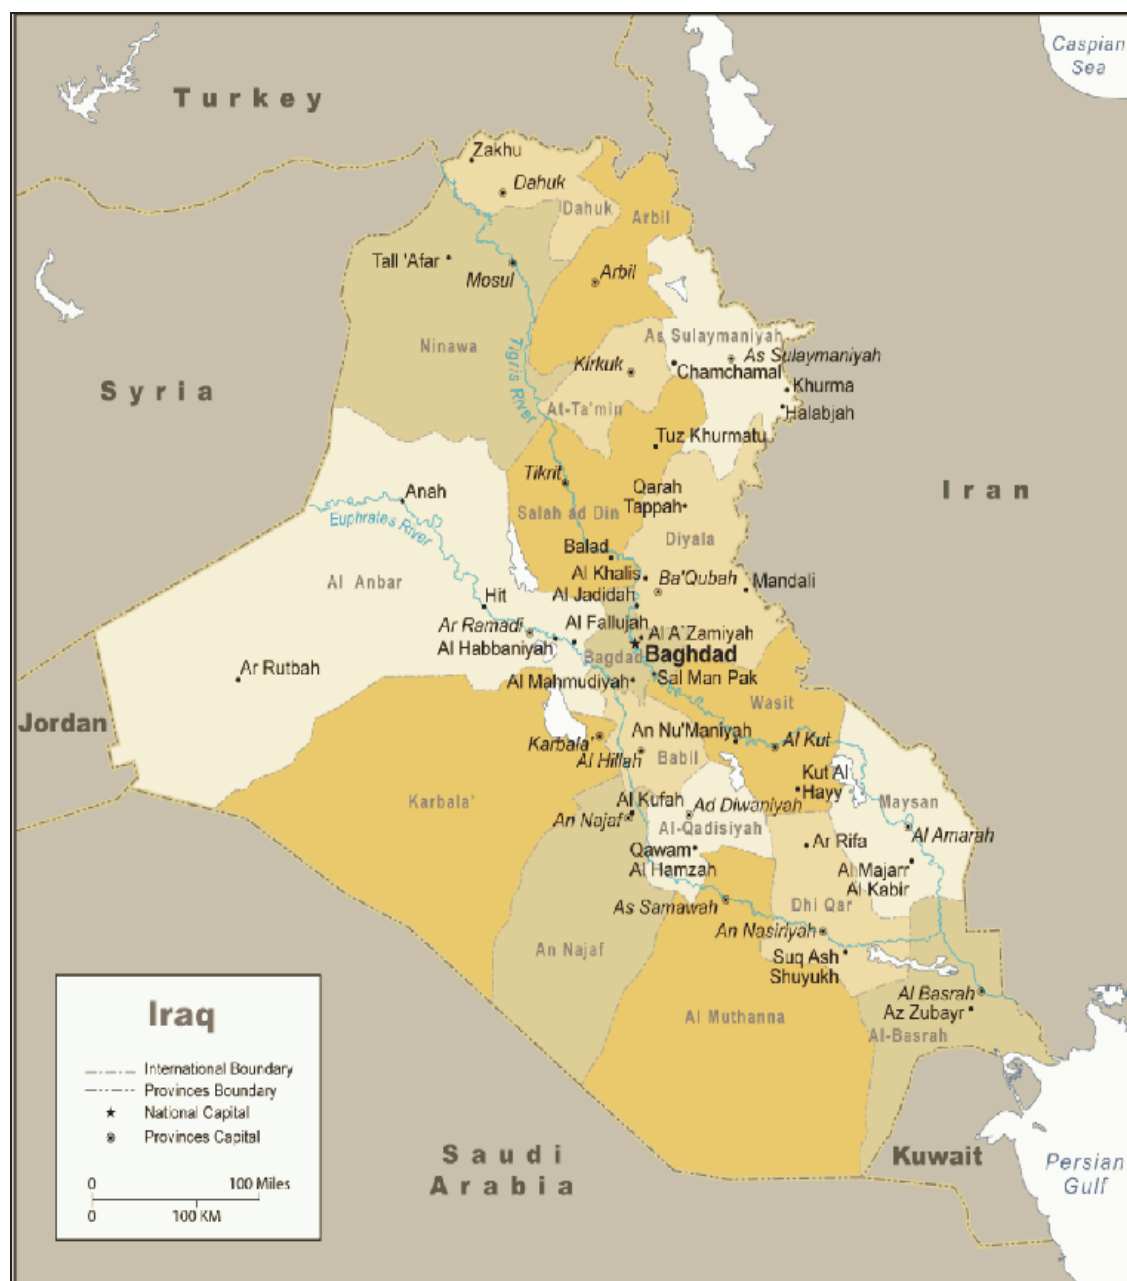 Caspian
Sea
Turkey
Zakhu
Dahuk
Dahuk
Arbil
Tall 'Afar
Mosul
Arbil
Ninawa
Tigris River
As Sulaymaniyah
As Sulaymaniyah
Kirkuk
Chamchamal
Syria
Khurma
At-Ta'min
Halabjah
Tuz Khurmatu
Tikrit
Iran
Anah
Qarah
Tappah
Euphrates River
Salah ad Din
Diyala
Balad
Al Khalis
Ba'Qubah
Mandali
Al Anbar
Hit
Al Jadidah
Ar Ramadi
Al Fallujah
Al A`Zamiyah
Al Habbaniyah
Bagdad
Baghdad
Ar Rutbah
Al Mahmudiyah
Sal Man Pak
Wasit
Jordan
An Nu'Maniyah
Karbala'
Al Kut
Al Hillah
Babil
Kut Al
Hayy
Karbala'
Al Kufah
Ad Diwaniyah
Maysan
An Najaf
Al-Qadisiyah
Al Amarah
Qawam
Al Hamzah
Ar Rifa
Al Majarr
Al Kabir
As Samawah
Dhi Qar
An Nasiriyah
An Najaf
Suq Ash
Shuyukh
Al Basrah
Az Zubayr
Al Muthanna
Al-Basrah
Iraq
International Boundary
Provinces Boundary
National Capital
Provinces Capital
0 100 Miles
0 100 KM
Saudi
Arabia
Kuwait
Persian
Gulf